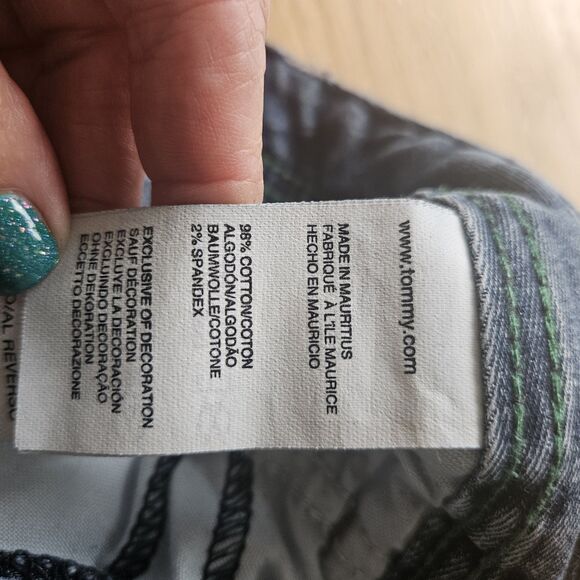 www.tommy.com
MADE IN MAURITIUS
FABRIQUÉ À L'ILE MAURICE
HECHO EN MAURICIO
98% COTTON/COTON
ALGODÓN/ALGODÃO
BAUMWOLLE/COTONE
2% SPANDEX
EXCLUSIVE OF DECORATION
SAUF DÉCORATION
EXCLUYE LA DECORACIÓN
EXCLUINDO DECORAÇÃO
OHNE DEKORATION
ECCETTO DECORAZIONE
REVERSO